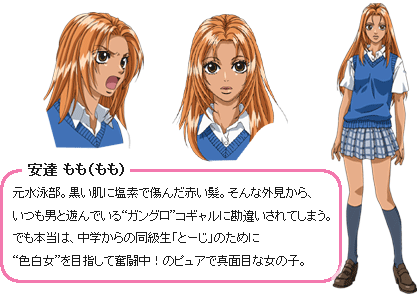 安達 もも(もも)
元水泳部。黒い肌に塩素で傷んだ赤い髪。そんな外見から、
いつも男と遊んでいる“ガングロ”コギャルに勘違いされてしまう。
でも本当は、中学からの同級生「とーじ」のために
“色白女”を目指して奮闘中！のピュアで真面目な女の子。